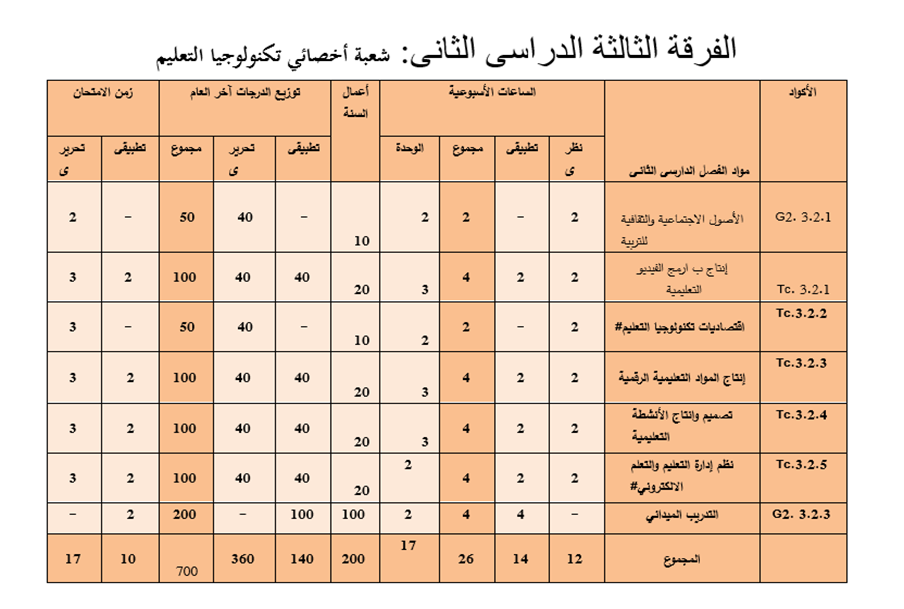 الفرقة الثالثة الدراسى الثانى: شعبة أخصائي تكنولوجيا التعليم
الأكواد مواد الفصل الدارسى الثانى الساعات الأسبوعية أعمال السنة توزيع الدرجات آخر العام زمن الامتحان
نظرى تطبيقى مجموع الوحدة تطبيقى تحريرى مجموع تطبيقى تحريرى
G2. 3.2.1 الأصول الاجتماعية والثقافية للتربية 2 - 2 2 10 - 40 50 - 2
Tc. 3.2.1 إنتاج ب ارمج الفيديو التعليمية 2 2 4 3 20 40 40 100 2 3
Tc.3.2.2 اقتصاديات تكنولوجيا التعليم# 2 - 2 2 10 - 40 50 - 3
Tc.3.2.3 إنتاج المواد التعليمية الرقمية 2 2 4 3 20 40 40 100 2 3
Tc.3.2.4 تصميم وإنتاج الأنشطة التعليمية 2 2 4 3 20 40 40 100 2 3
Tc.3.2.5 نظم إدارة التعليم والتعلم الالكتروني# 2 2 4 2 20 40 40 100 2 3
G2. 3.2.3 التدريب الميداني - 4 4 2 100 100 - 200 2 -
المجموع 12 14 26 17 200 140 360 700 10 17